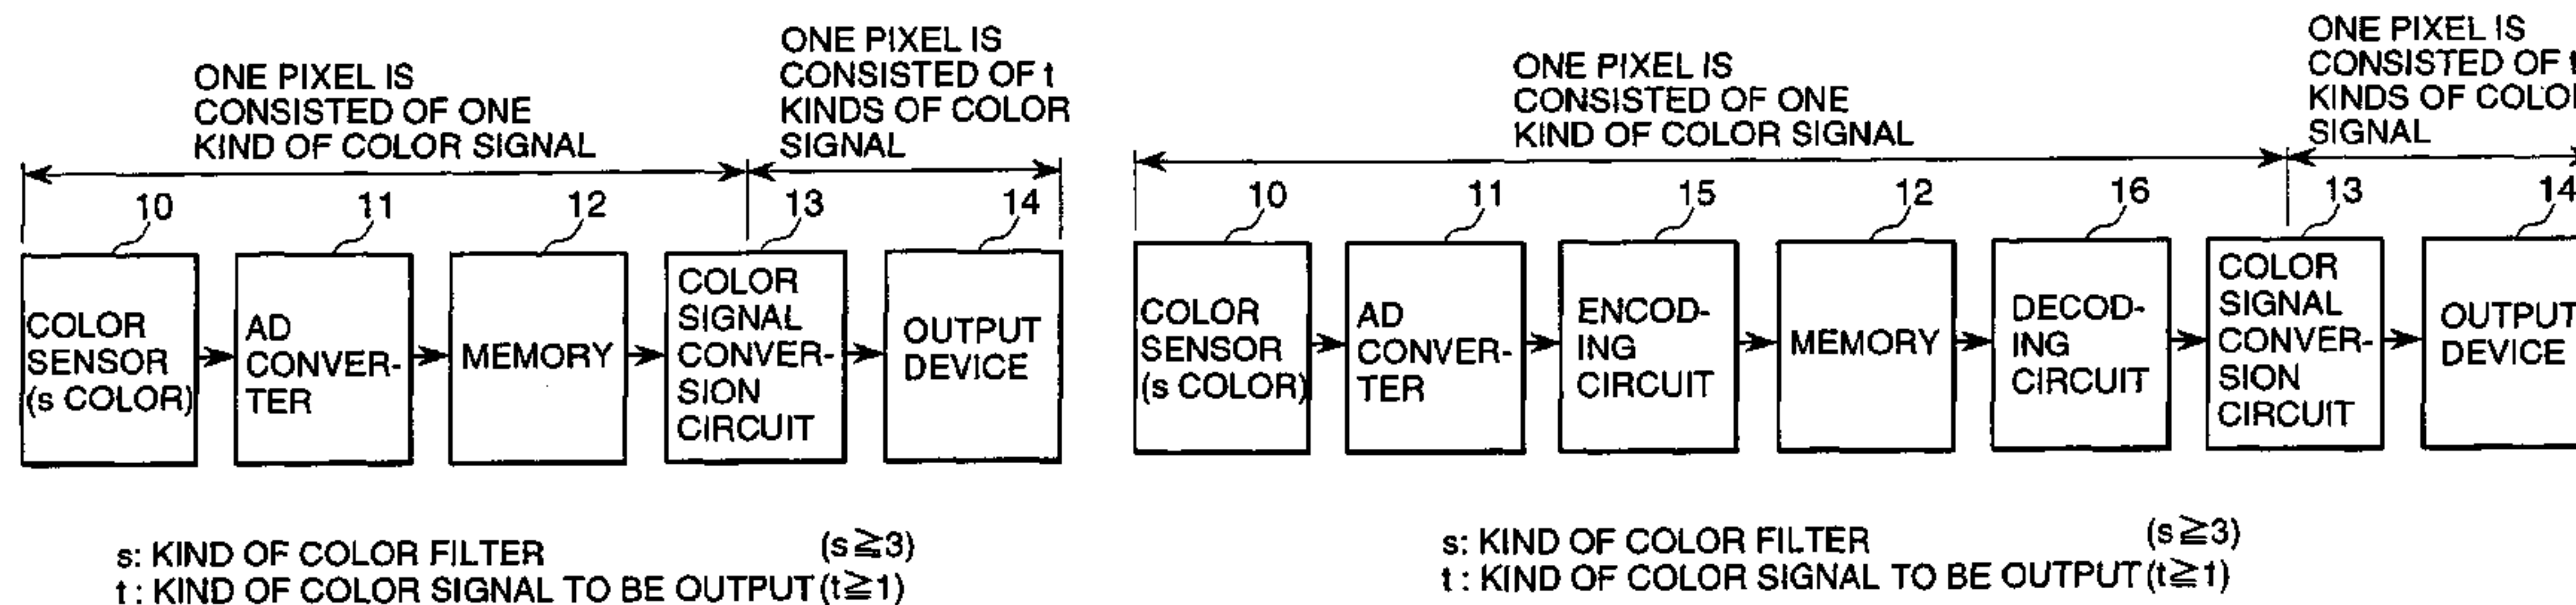 ONE PIXEL IS
CONSISTED OF ONE
KIND OF COLOR SIGNAL
ONE PIXEL IS
CONSISTED OF t
KINDS OF COLOR
SIGNAL
10
11
12
13
14
COLOR
SENSOR
(s COLOR)
AD
CONVER-
TER
MEMORY
COLOR
SIGNAL
CONVER-
SION
CIRCUIT
OUTPUT
DEVICE
s: KIND OF COLOR FILTER (s≧3)
t : KIND OF COLOR SIGNAL TO BE OUTPUT (t≧1)
ONE PIXEL IS
CONSISTED OF ONE
KIND OF COLOR SIGNAL
ONE PIXEL IS
CONSISTED OF t
KINDS OF COLOR
SIGNAL
10
11
15
12
16
13
14
COLOR
SENSOR
(s COLOR)
AD
CONVER-
TER
ENCOD-
ING
CIRCUIT
MEMORY
DECOD-
ING
CIRCUIT
COLOR
SIGNAL
CONVER-
SION
CIRCUIT
OUTPUT
DEVICE
s: KIND OF COLOR FILTER (s≧3)
t : KIND OF COLOR SIGNAL TO BE OUTPUT (t≧1)